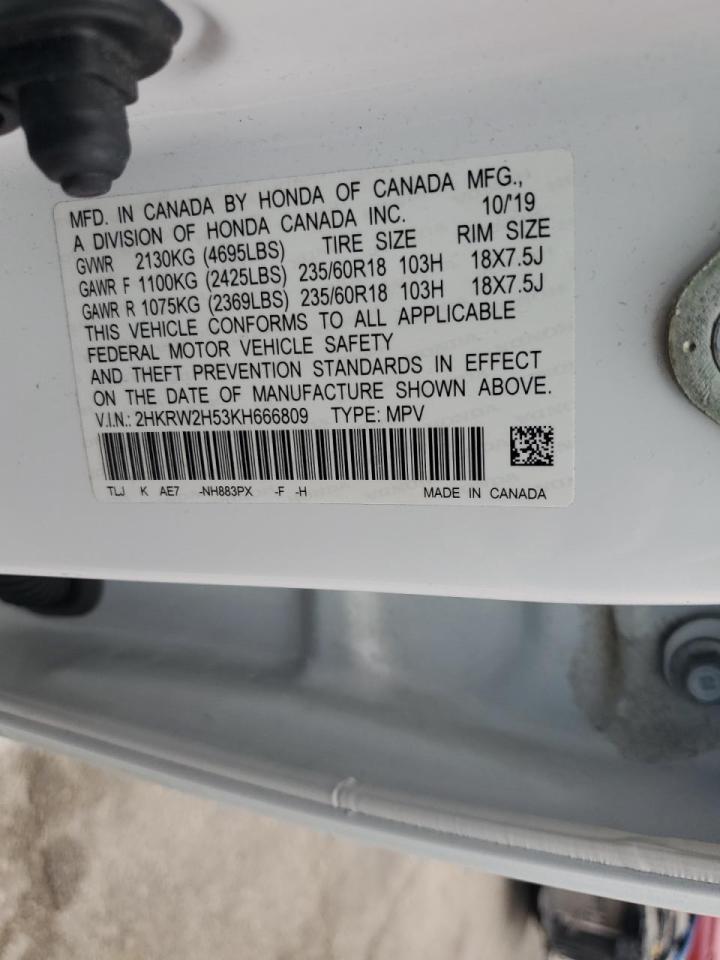 MFD. IN CANADA BY HONDA OF CANADA MFG.,
A DIVISION OF HONDA CANADA INC. 10/'19
GVWR 2130KG (4695LBS) TIRE SIZE RIM SIZE
GAWR F 1100KG (2425LBS) 235/60R18 103H 18X7.5J
GAWR R 1075KG (2369LBS) 235/60R18 103H 18X7.5J
THIS VEHICLE CONFORMS TO ALL APPLICABLE
FEDERAL MOTOR VEHICLE SAFETY
AND THEFT PREVENTION STANDARDS IN EFFECT
ON THE DATE OF MANUFACTURE SHOWN ABOVE.
V.I.N.: 2HKRW2H53KH666809 TYPE: MPV
TLJ K AE7 -NH883PX -F -H MADE IN CANADA